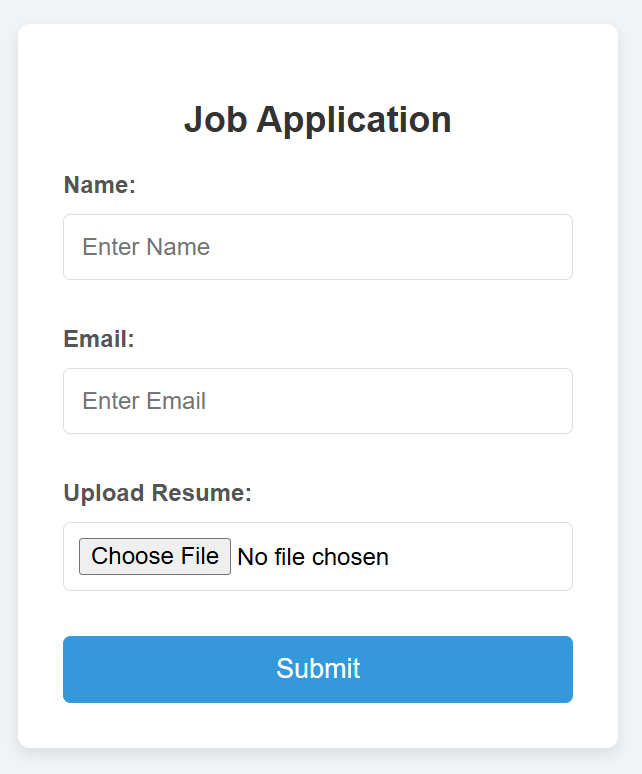 Job Application
Name:
Enter Name
Email:
Enter Email
Upload Resume:
Choose File No file chosen
Submit